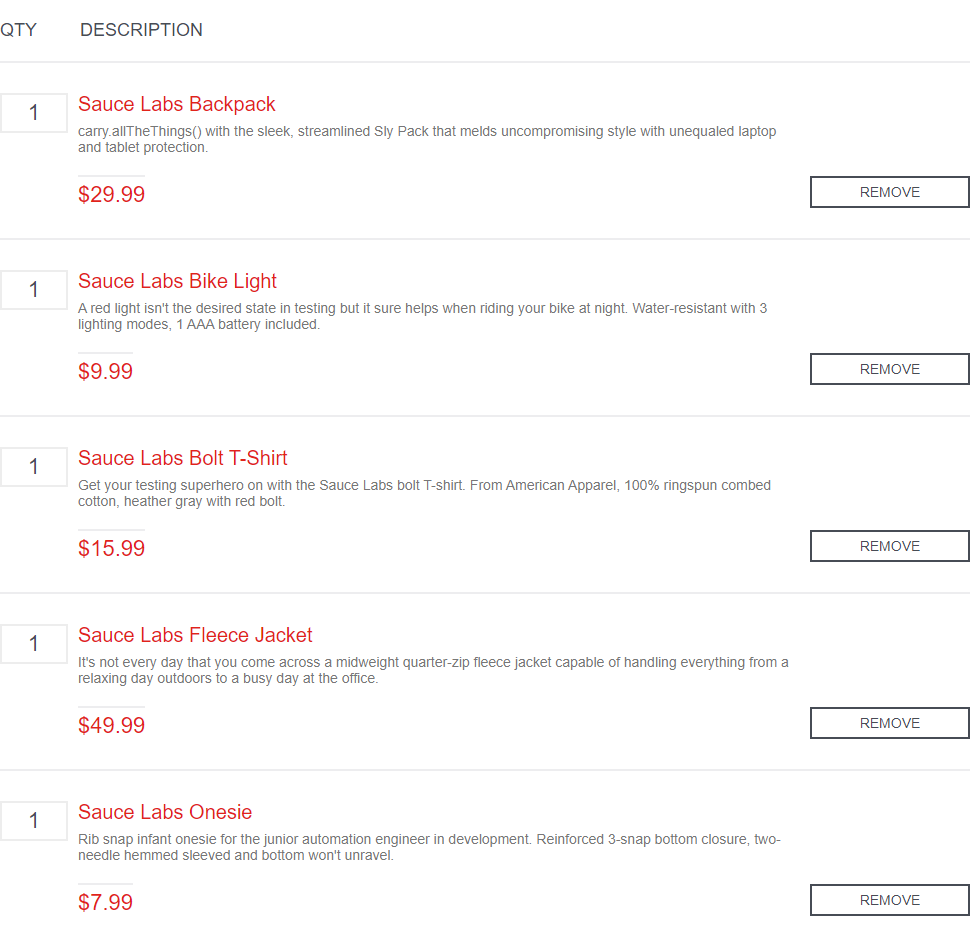 QTY DESCRIPTION
1 Sauce Labs Backpack
carry.allTheThings() with the sleek, streamlined Sly Pack that melds uncompromising style with unequaled laptop
and tablet protection.
$29.99 REMOVE
1 Sauce Labs Bike Light
A red light isn't the desired state in testing but it sure helps when riding your bike at night. Water-resistant with 3
lighting modes, 1 AAA battery included.
$9.99 REMOVE
1 Sauce Labs Bolt T-Shirt
Get your testing superhero on with the Sauce Labs bolt T-shirt. From American Apparel, 100% ringspun combed
cotton, heather gray with red bolt.
$15.99 REMOVE
1 Sauce Labs Fleece Jacket
It's not every day that you come across a midweight quarter-zip fleece jacket capable of handling everything from a
relaxing day outdoors to a busy day at the office.
$49.99 REMOVE
1 Sauce Labs Onesie
Rib snap infant onesie for the junior automation engineer in development. Reinforced 3-snap bottom closure, two-
needle hemmed sleeved and bottom won't unravel.
$7.99 REMOVE